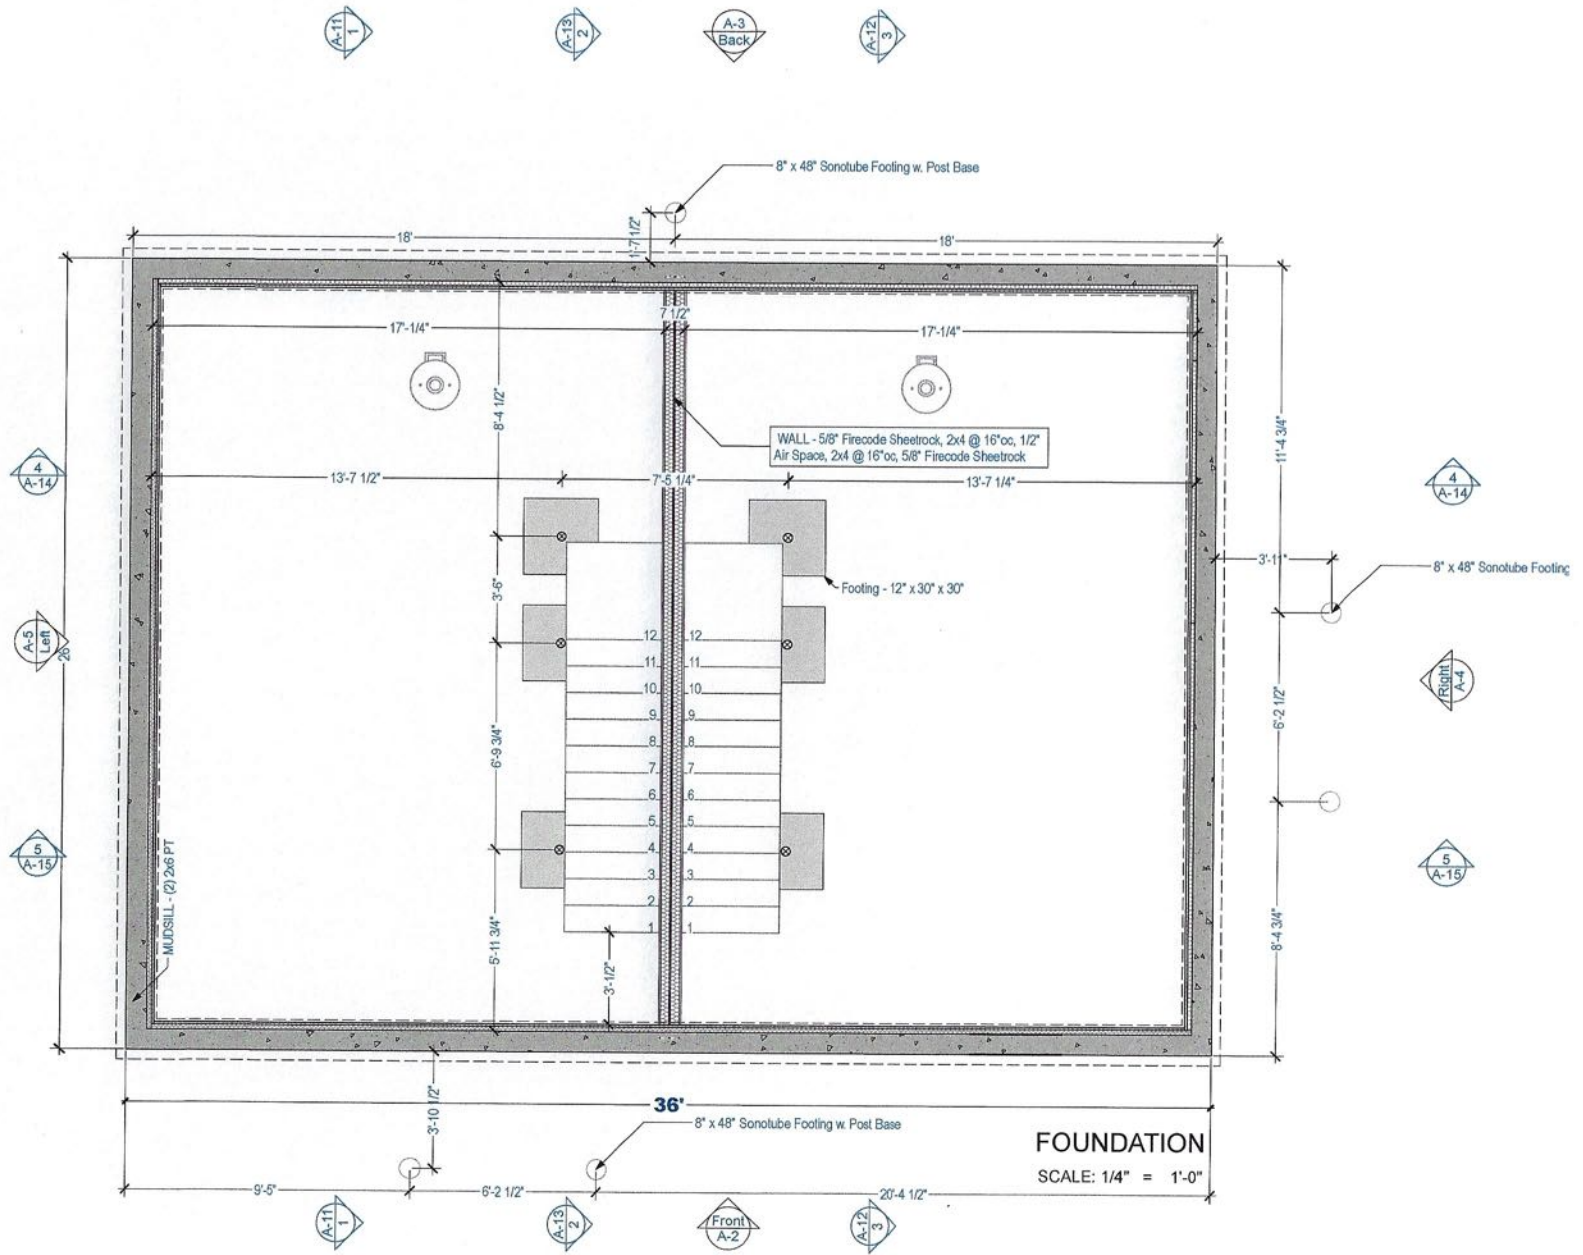 A-11
1
A-13
2
A-3
Back
A-12
3
8" x 48" Sonotube Footing w. Post Base
1'-7 1/2"
18'
18'
17'-1/4"
7 1/2"
17'-1/4"
8'-4 1/2"
11'-4 3/4"
WALL - 5/8" Firecode Sheetrock, 2x4 @ 16"oc, 1/2"
Air Space, 2x4 @ 16"oc, 5/8" Firecode Sheetrock
4
A-14
13'-7 1/2"
7'-5 1/4"
13'-7 1/4"
4
A-14
3'-11"
8" x 48" Sonotube Footing
Footing - 12" x 30" x 30"
3'-6"
A-5
Left
26'
12 12
11 11
10 10
9 9
8 8
7 7
6 6
5 5
4 4
3 3
2 2
1 1
Right
A-4
6'-2 1/2"
6'-9 3/4"
5
A-15
5
A-15
MUDSILL - (2) 2x6 PT
5'-11 3/4"
3'-1/2"
8'-4 3/4"
36'
3'-10 1/2"
8" x 48" Sonotube Footing w. Post Base
FOUNDATION
SCALE: 1/4" = 1'-0"
9'-5"
6'-2 1/2"
20'-4 1/2"
A-11
1
A-13
2
Front
A-2
A-12
3